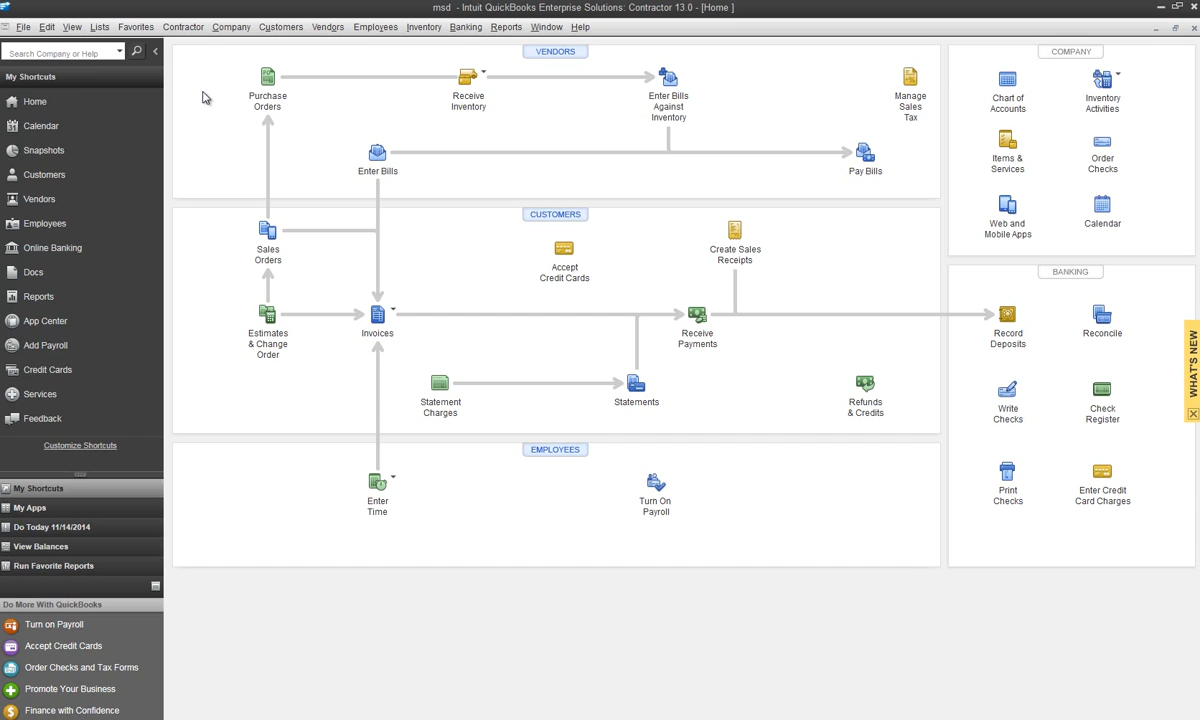 msd - Intuit QuickBooks Enterprise Solutions: Contractor 13.0 - [Home ]
File Edit View Lists Favorites Contractor Company Customers Vendors Employees Inventory Banking Reports Window Help
Search Company or Help
My Shortcuts
Home
Calendar
Snapshots
Customers
Vendors
Employees
Online Banking
Docs
Reports
App Center
Add Payroll
Credit Cards
Services
Feedback
Customize Shortcuts
My Shortcuts
My Apps
Do Today 11/14/2014
View Balances
Run Favorite Reports
Do More With QuickBooks
Turn on Payroll
Accept Credit Cards
Order Checks and Tax Forms
Promote Your Business
Finance with Confidence
VENDORS
Purchase
Orders
Receive
Inventory
Enter Bills
Against
Inventory
Manage
Sales
Tax
Enter Bills
Pay Bills
CUSTOMERS
Sales
Orders
Accept
Credit Cards
Create Sales
Receipts
Estimates
& Change
Order
Invoices
Receive
Payments
Statement
Charges
Statements
Refunds
& Credits
EMPLOYEES
Enter
Time
Turn On
Payroll
COMPANY
Chart of
Accounts
Inventory
Activities
Items &
Services
Order
Checks
Web and
Mobile Apps
Calendar
BANKING
Record
Deposits
Reconcile
Write
Checks
Check
Register
Print
Checks
Enter Credit
Card Charges
WHAT'S NEW